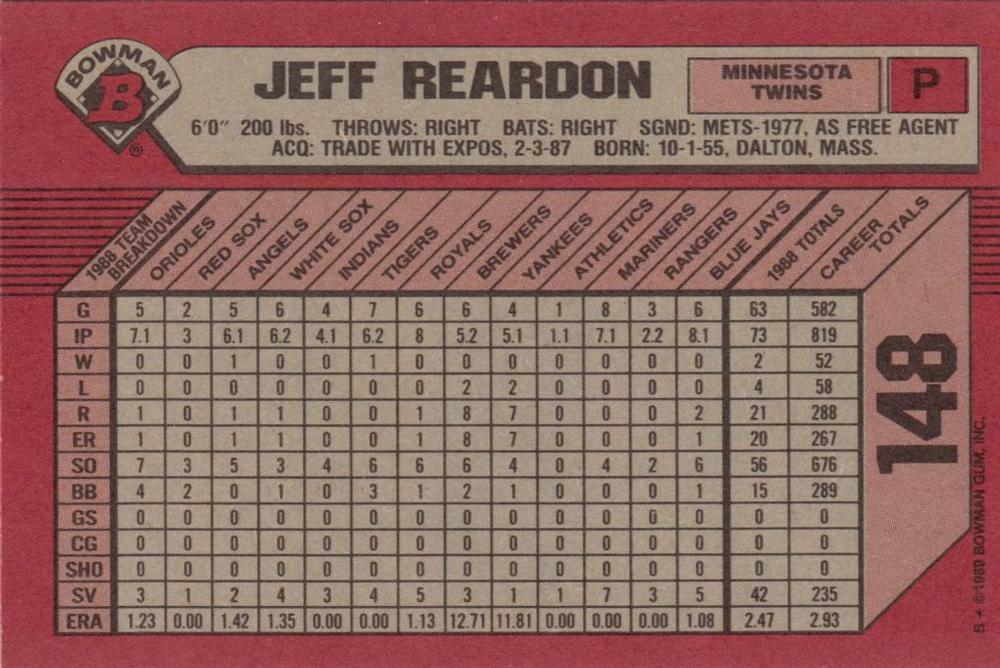 BOWMAN
B
®
JEFF REARDON
MINNESOTA
TWINS
P
6'0" 200 lbs. THROWS: RIGHT BATS: RIGHT SGND: METS-1977, AS FREE AGENT
ACQ: TRADE WITH EXPOS, 2-3-87 BORN: 10-1-55, DALTON, MASS.
1988 TEAM BREAKDOWN ORIOLES RED SOX ANGELS WHITE SOX INDIANS TIGERS ROYALS BREWERS YANKEES ATHLETICS MARINERS RANGERS BLUE JAYS 1988 TOTALS CAREER TOTALS
G 5 2 5 6 4 7 6 6 4 1 8 3 6 63 582
IP 7.1 3 6.1 6.2 4.1 6.2 8 5.2 5.1 1.1 7.1 2.2 8.1 73 819
W 0 0 1 0 0 1 0 0 0 0 0 0 0 2 52
L 0 0 0 0 0 0 0 2 2 0 0 0 0 4 58
R 1 0 1 1 0 0 1 8 7 0 0 0 2 21 288
ER 1 0 1 1 0 0 1 8 7 0 0 0 1 20 267
SO 7 3 5 3 4 6 6 6 4 0 4 2 6 56 676
BB 4 2 0 1 0 3 1 2 1 0 0 0 1 15 289
GS 0 0 0 0 0 0 0 0 0 0 0 0 0 0 0
CG 0 0 0 0 0 0 0 0 0 0 0 0 0 0 0
SHO 0 0 0 0 0 0 0 0 0 0 0 0 0 0 0
SV 3 1 2 4 3 4 5 3 1 1 7 3 5 42 235
ERA 1.23 0.00 1.42 1.35 0.00 0.00 1.13 12.71 11.81 0.00 0.00 0.00 1.08 2.47 2.93
148
B * ©1989 BOWMAN GUM, INC.